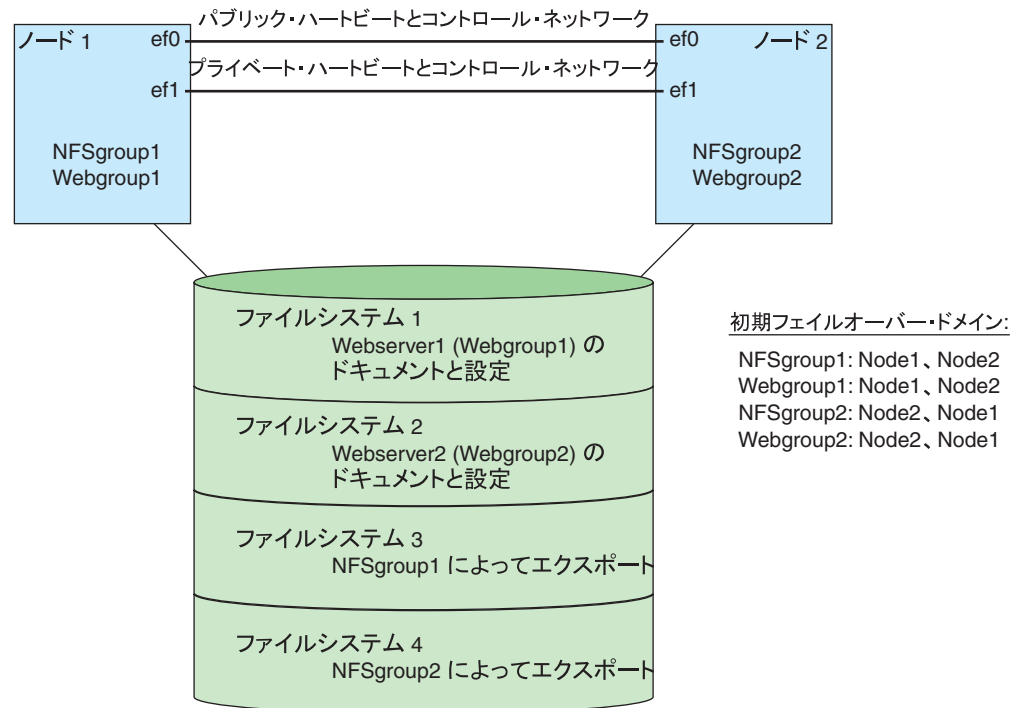 パブリック・ハートビートとコントロール・ネットワーク
ノード 1
ef0
ef0
ノード 2
プライベート・ハートビートとコントロール・ネットワーク
ef1
ef1
NFSgroup1
Webgroup1
NFSgroup2
Webgroup2
ファイルシステム 1
Webserver1 (Webgroup1) の
ドキュメントと設定
ファイルシステム 2
Webserver2 (Webgroup2) の
ドキュメントと設定
ファイルシステム 3
NFSgroup1 によってエクスポート
ファイルシステム 4
NFSgroup2 によってエクスポート
初期フェイルオーバー・ドメイン:
NFSgroup1: Node1、Node2
Webgroup1: Node1、Node2
NFSgroup2: Node2、Node1
Webgroup2: Node2、Node1